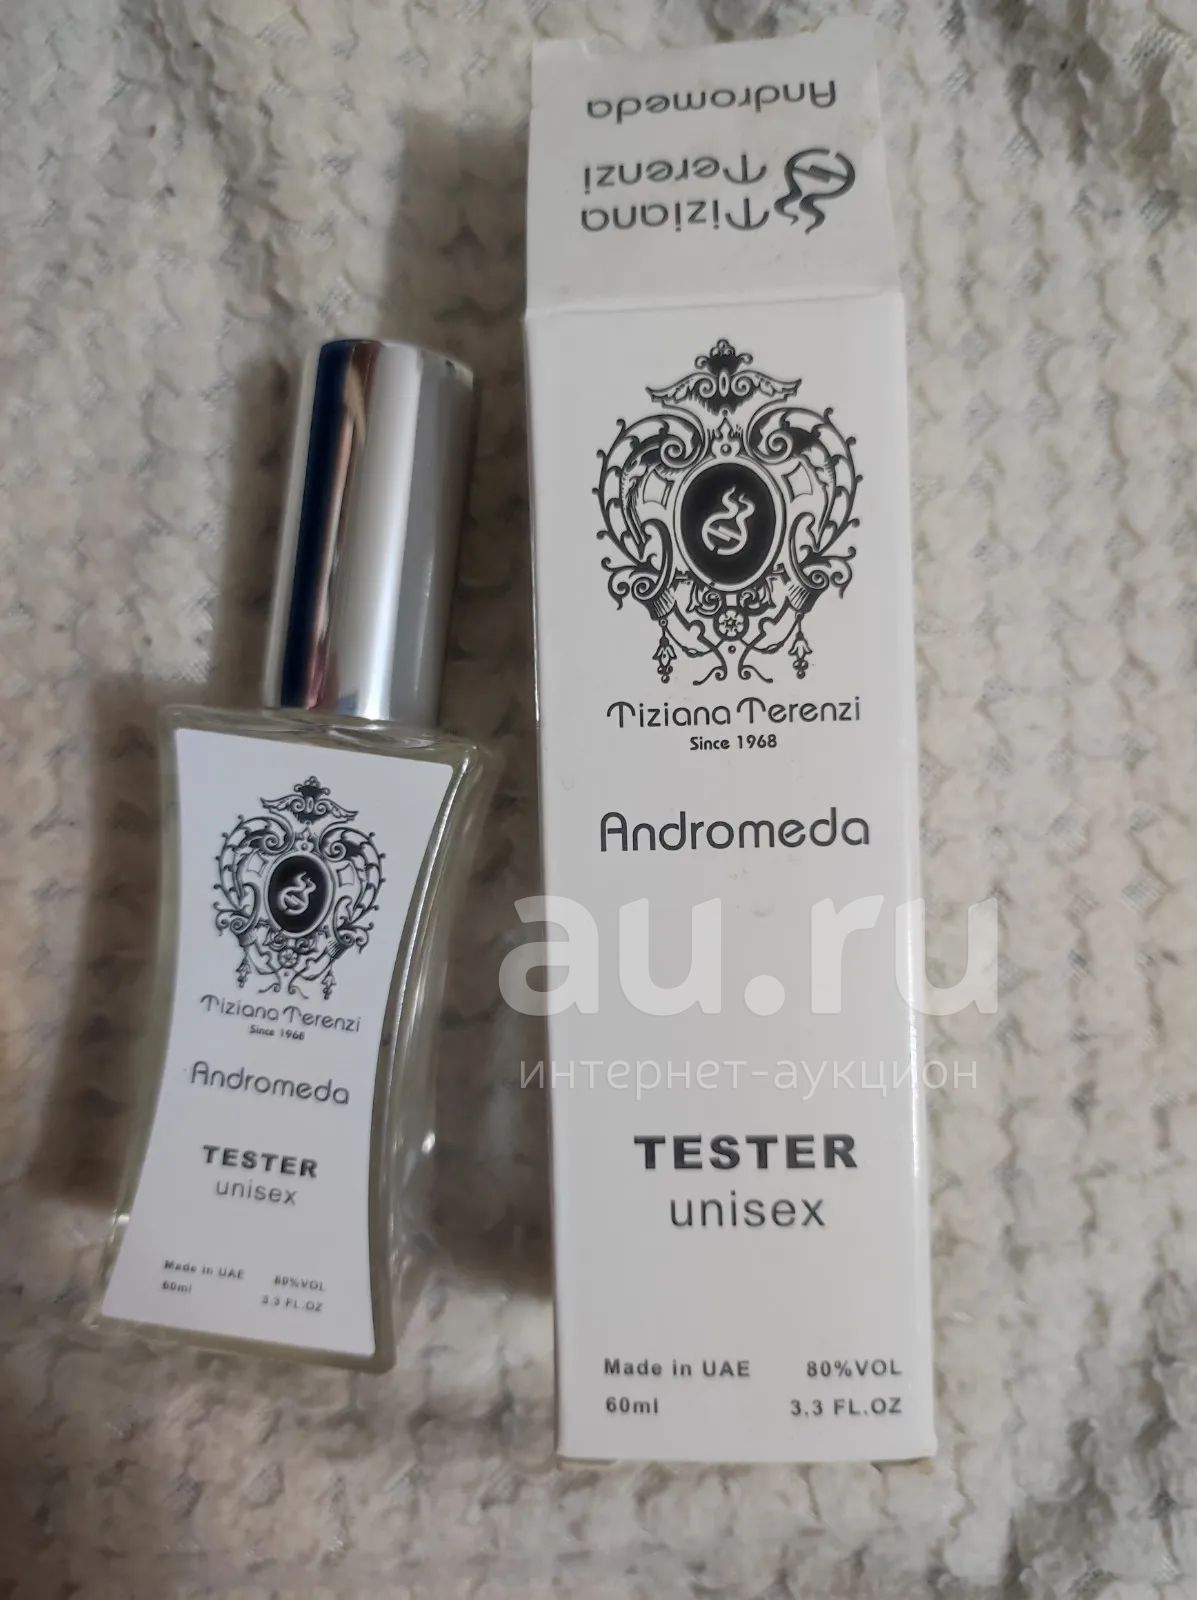 Andromeda
Tiziana
Terenzi
Tiziana Terenzi
Since 1968
Andromeda
TESTER
unisex
Made in UAE 80%VOL
60ml 3.3 FL.OZ
Tiziana Terenzi
Since 1968
Andromeda
TESTER
unisex
Made in UAE 80%VOL
60ml 3.3 FL.OZ
au.ru
интернет-аукцион